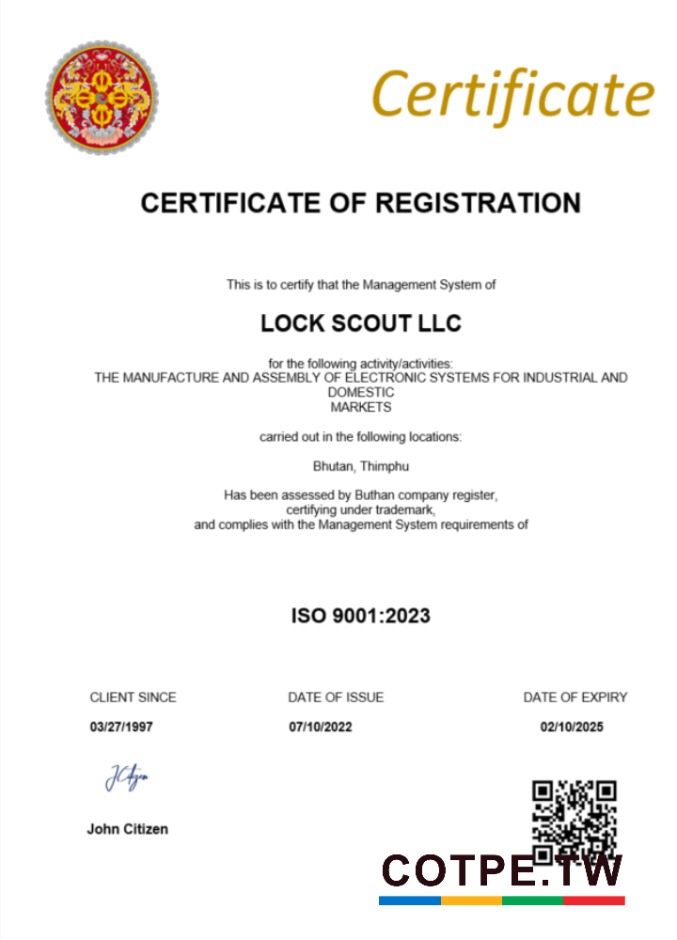 Certificate
CERTIFICATE OF REGISTRATION
This is to certify that the Management System of
LOCK SCOUT LLC
for the following activity/activities:
THE MANUFACTURE AND ASSEMBLY OF ELECTRONIC SYSTEMS FOR INDUSTRIAL AND
DOMESTIC
MARKETS
carried out in the following locations:
Bhutan, Thimphu
Has been assessed by Buthan company register,
certifying under trademark,
and complies with the Management System requirements of
ISO 9001:2023
CLIENT SINCE DATE OF ISSUE DATE OF EXPIRY
03/27/1997 07/10/2022 02/10/2025
JCitizen
John Citizen
COTPE.TW